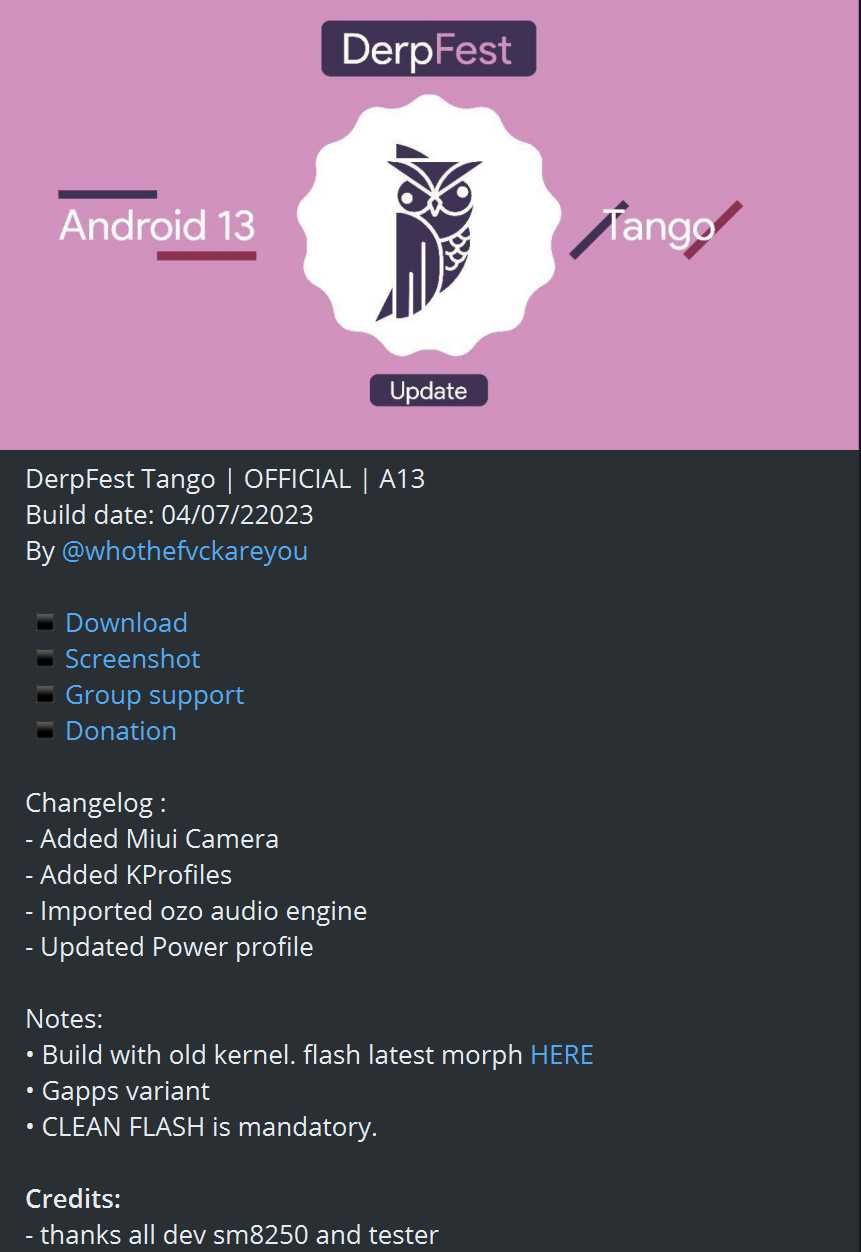 DerpFest
Android 13
Tango
Update
DerpFest Tango | OFFICIAL | A13
Build date: 04/07/22023
By @whothefvckareyou
▪️ Download
▪️ Screenshot
▪️ Group support
▪️ Donation
Changelog :
- Added Miui Camera
- Added KProfiles
- Imported ozo audio engine
- Updated Power profile
Notes:
• Build with old kernel. flash latest morph HERE
• Gapps variant
• CLEAN FLASH is mandatory.
Credits:
- thanks all dev sm8250 and tester